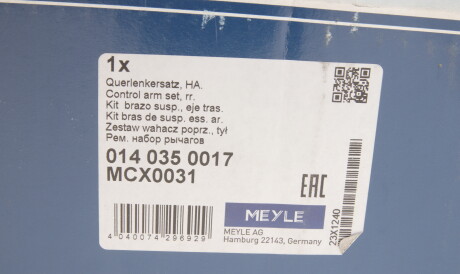 1x
Querlenkersatz, HA.
Control arm set, rr.
Kit brazo susp., eje tras.
Kit bras de susp. ess. ar.
Zestaw wahacz poprz., tył
Рем. набор рычагов
014 035 0017
MCX0031
EAC
4 040074 296929
MEYLE
MEYLE AG
Hamburg 22143, Germany
23X1240